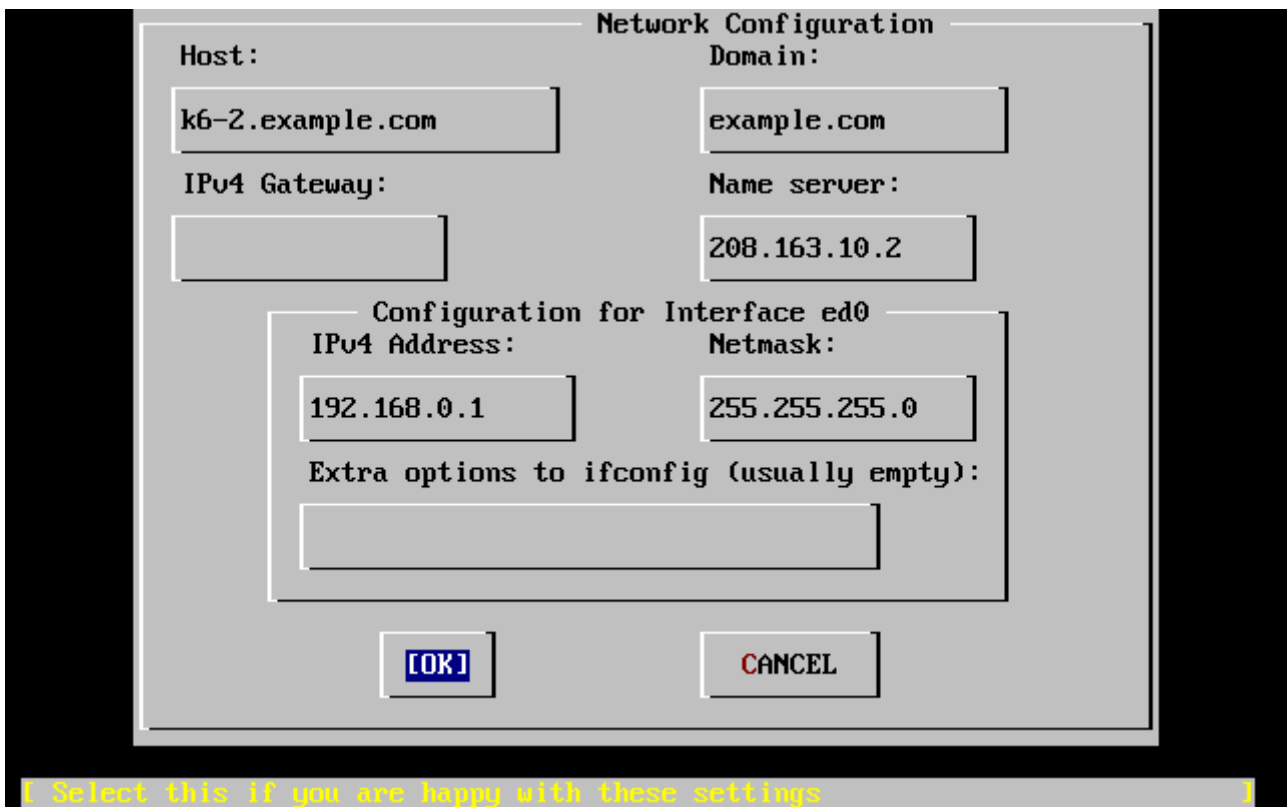 Network Configuration
Host: Domain:
k6-2.example.com example.com
IPv4 Gateway: Name server:
208.163.10.2
Configuration for Interface ed0
IPv4 Address: Netmask:
192.168.0.1 255.255.255.0
Extra options to ifconfig (usually empty):
[OK] CANCEL
[ Select this if you are happy with these settings ]